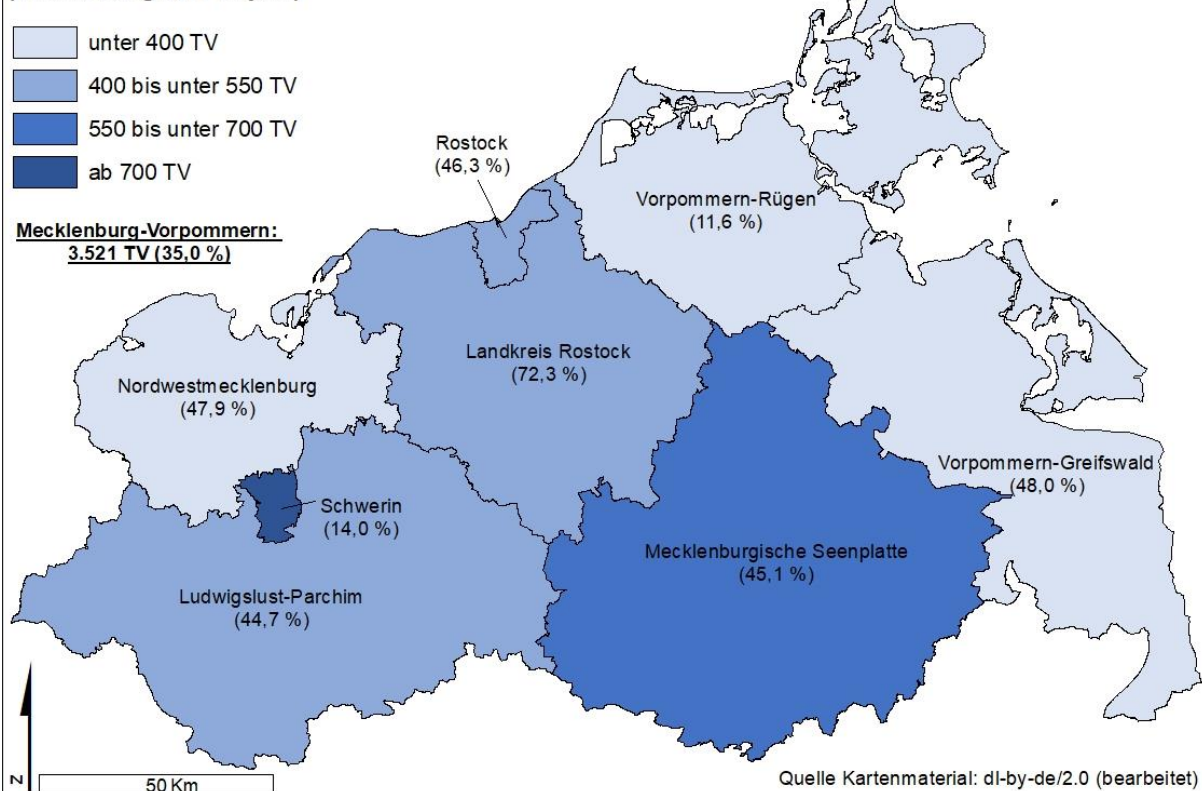 unter 400 TV
400 bis unter 550 TV
550 bis unter 700 TV
ab 700 TV
Mecklenburg-Vorpommern:
3.521 TV (35,0 %)
Rostock
(46,3 %)
Vorpommern-Rügen
(11,6 %)
Landkreis Rostock
(72,3 %)
Nordwestmecklenburg
(47,9 %)
Vorpommern-Greifswald
(48,0 %)
Schwerin
(14,0 %)
Mecklenburgische Seenplatte
(45,1 %)
Ludwigslust-Parchim
(44,7 %)
N
50 Km
Quelle Kartenmaterial: dl-by-de/2.0 (bearbeitet)